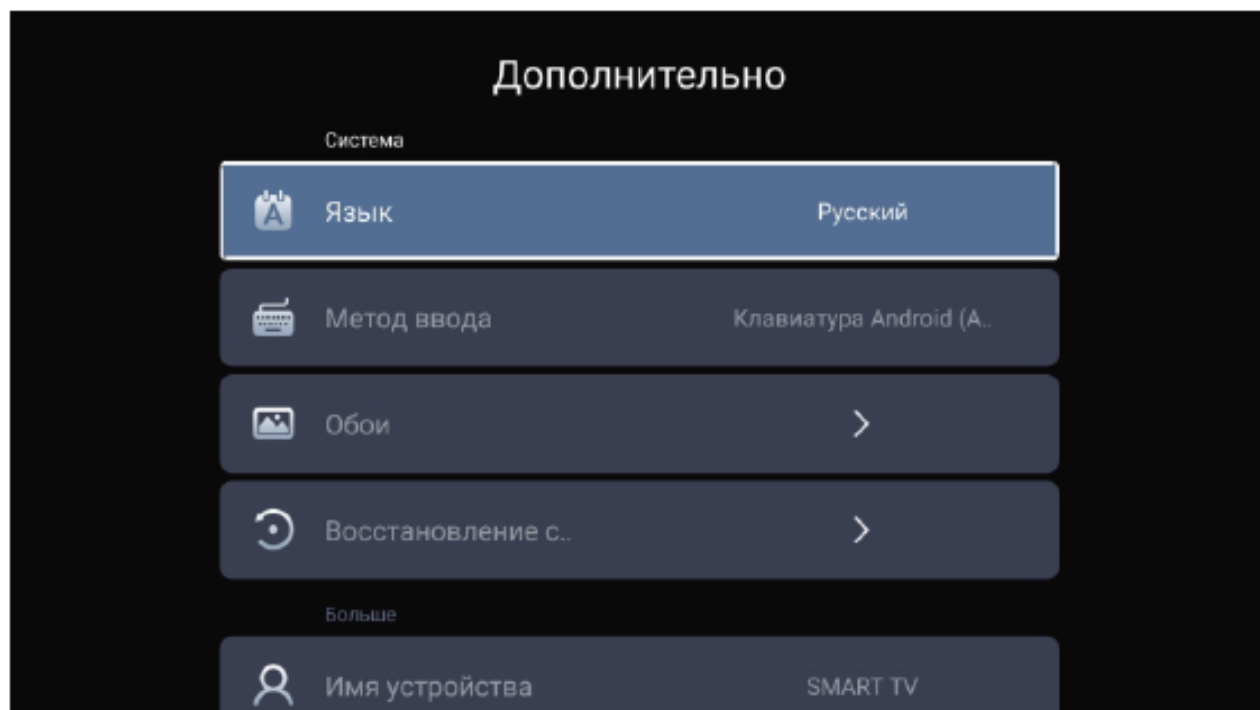 Дополнительно
Система
Язык Русский
Метод ввода Клавиатура Android (A..
Обои
Восстановление с..
Больше
Имя устройства SMART TV